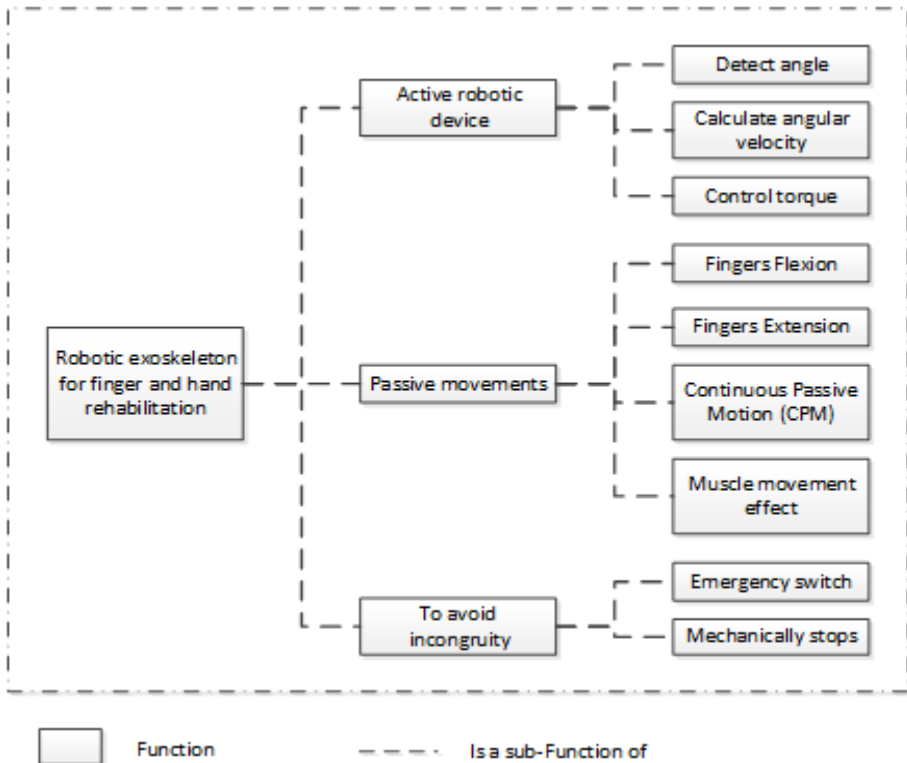 Robotic exoskeleton
for finger and hand
rehabilitation
Active robotic
device
Detect angle
Calculate angular
velocity
Control torque
Passive movements
Fingers Flexion
Fingers Extension
Continuous Passive
Motion (CPM)
Muscle movement
effect
To avoid
incongruity
Emergency switch
Mechanically stops
Function
Is a sub-Function of